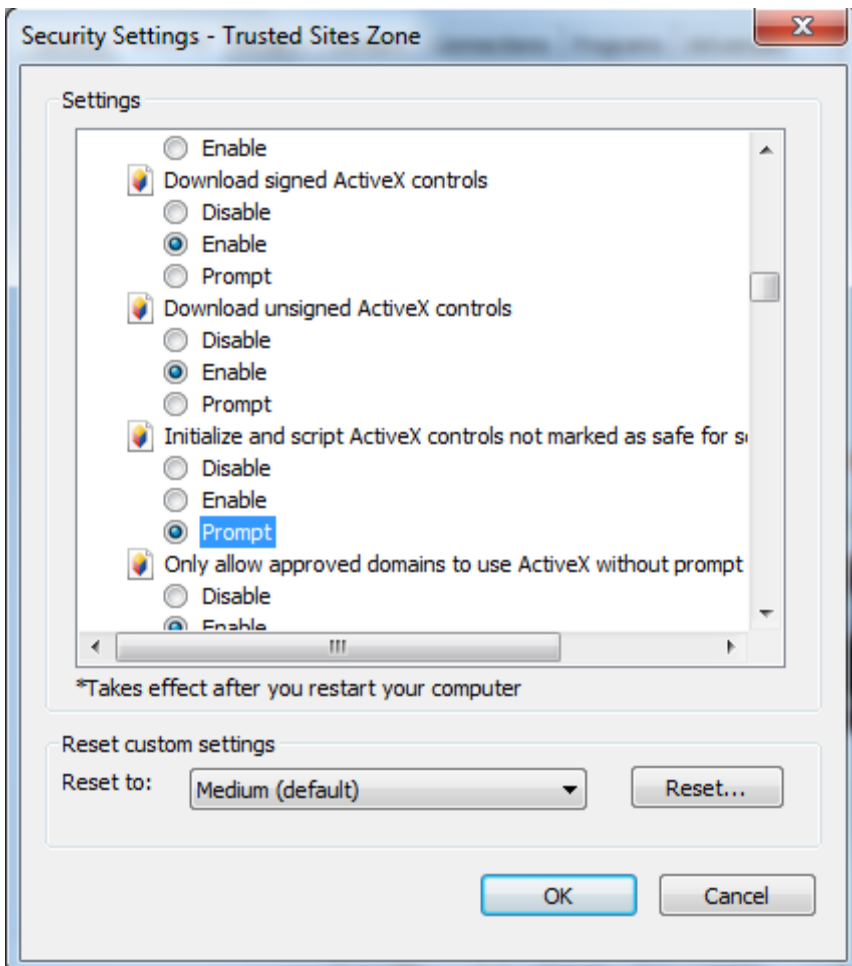 Security Settings - Trusted Sites Zone
Connections Programs
Settings
Enable
Download signed ActiveX controls
Disable
Enable
Prompt
Download unsigned ActiveX controls
Disable
Enable
Prompt
Initialize and script ActiveX controls not marked as safe for
Disable
Enable
Prompt
Only allow approved domains to use ActiveX without prompt
Disable
Enable
*Takes effect after you restart your computer
Reset custom settings
Reset to:
Medium (default)
Reset...
OK
Cancel